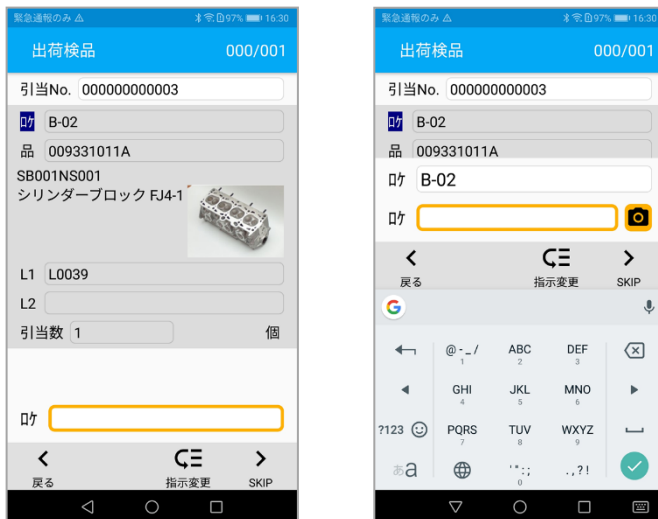 緊急通報のみ 97% 16:30
出荷検品 000/001
引当No. 000000000003
ﾛｹ B-02
品 009331011A
SB001NS001
シリンダーブロック FJ4-1
L1 L0039
L2
引当数 1 個
ﾛｹ
戻る 指示変更 SKIP
緊急通報のみ 97% 16:30
出荷検品 000/001
引当No. 000000000003
ﾛｹ B-02
品 009331011A
ﾛｹ B-02
ﾛｹ
戻る 指示変更 SKIP
G
@-_/ ABC DEF
1 2 3
GHI JKL MNO
4 5 6
?123 PQRS TUV WXYZ
7 8 9
あa '":; .,?!
0